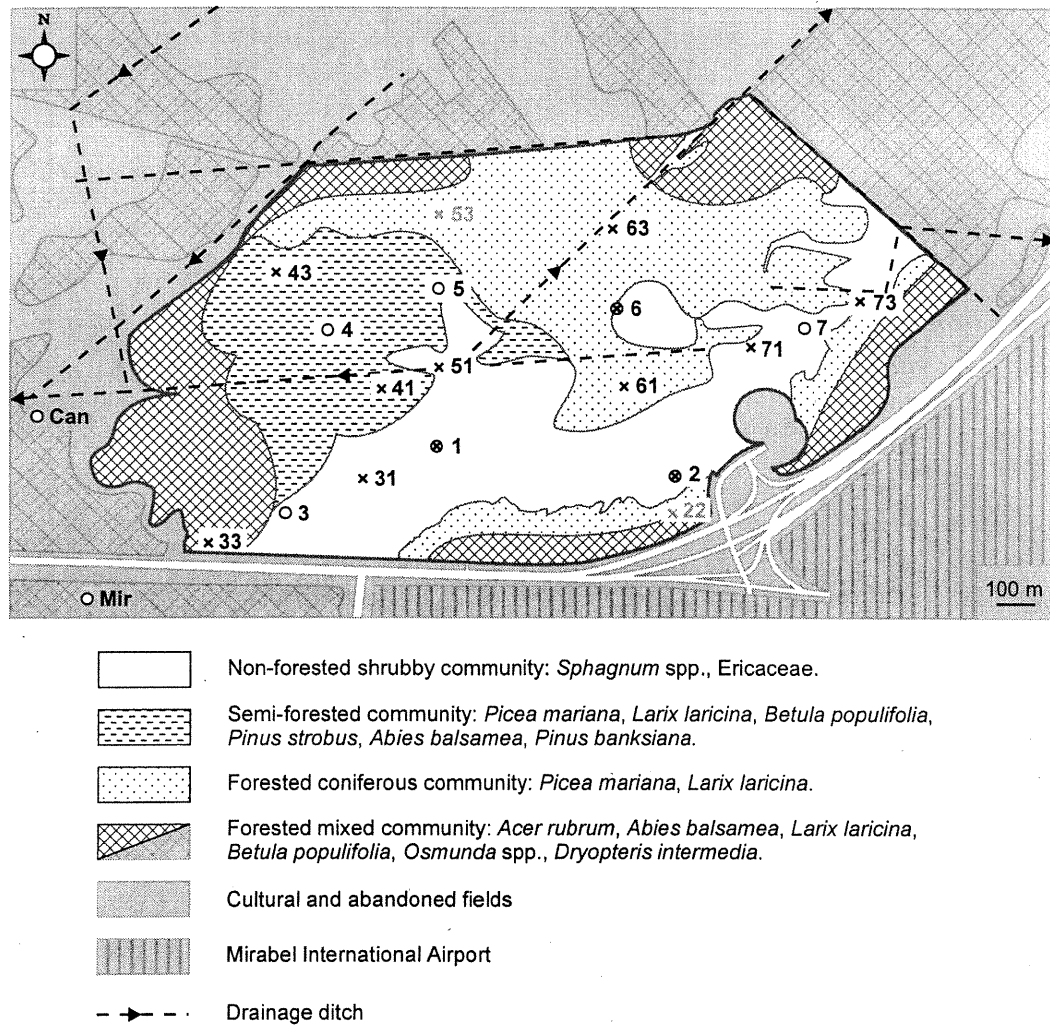 N
53
63
43
5
6
4
73
7
51
71
41
61
Can
1
31
2
3
22
33
Mir
100 m
Non-forested shrubby community: Sphagnum spp., Ericaceae.
Semi-forested community: Picea mariana, Larix laricina, Betula populifolia,
Pinus strobus, Abies balsamea, Pinus banksiana.
Forested coniferous community: Picea mariana, Larix laricina.
Forested mixed community: Acer rubrum, Abies balsamea, Larix laricina,
Betula populifolia, Osmunda spp., Dryopteris intermedia.
Cultural and abandoned fields
Mirabel International Airport
Drainage ditch